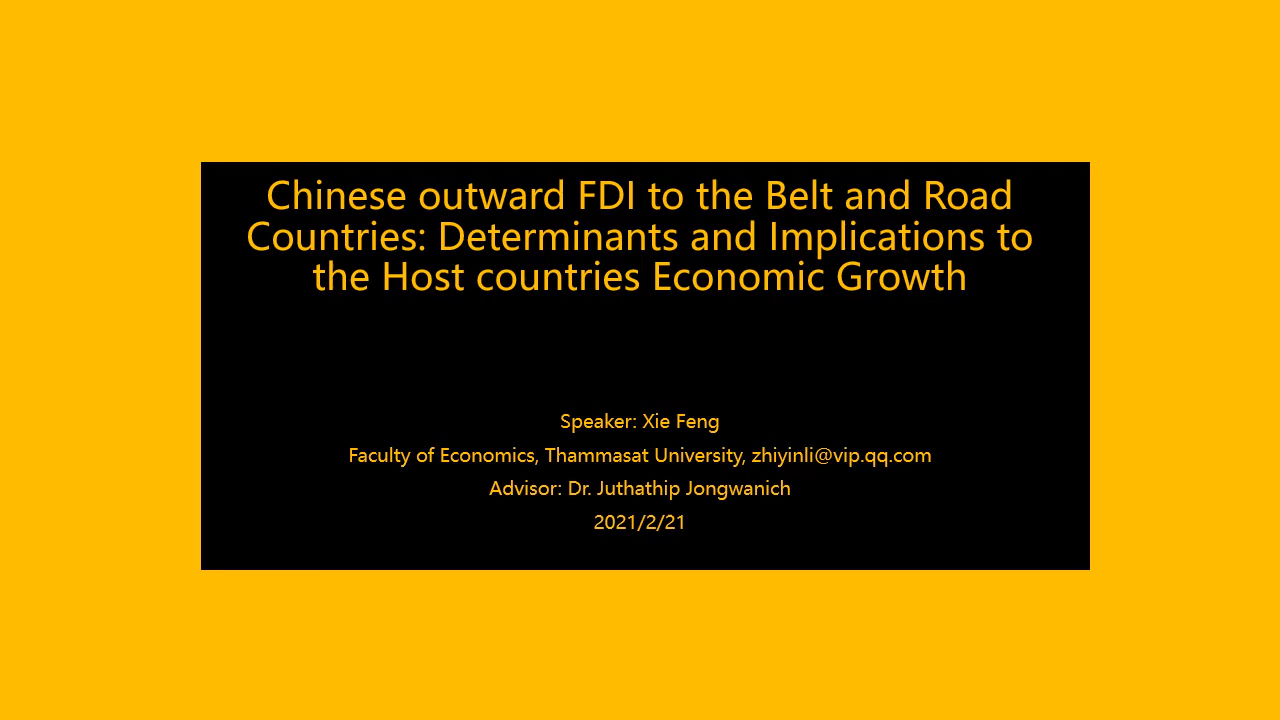 Chinese outward FDI to the Belt and Road
Countries: Determinants and Implications to
the Host countries Economic Growth
Speaker: Xie Feng
Faculty of Economics, Thammasat University, zhiyinli@vip.qq.com
Advisor: Dr. Juthathip Jongwanich
2021/2/21